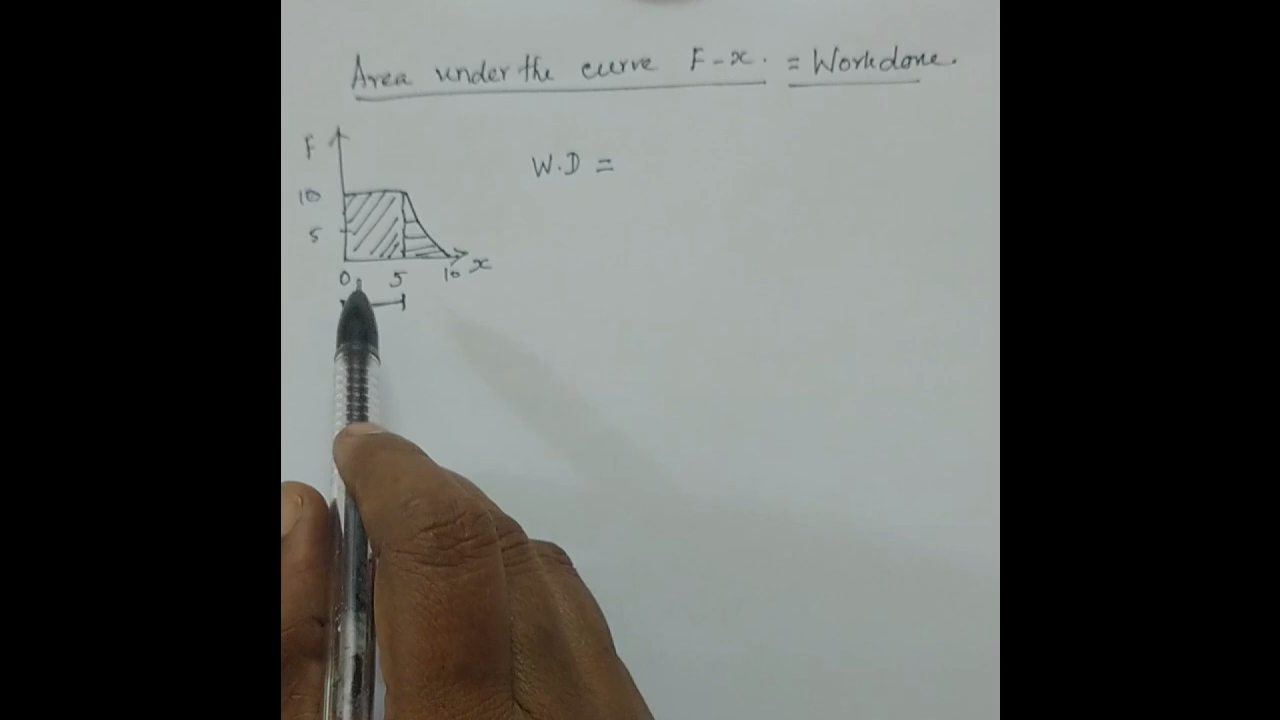 Area under the curve F-x. = Workdone.
F
W.D =
10
5
0 5 10 x